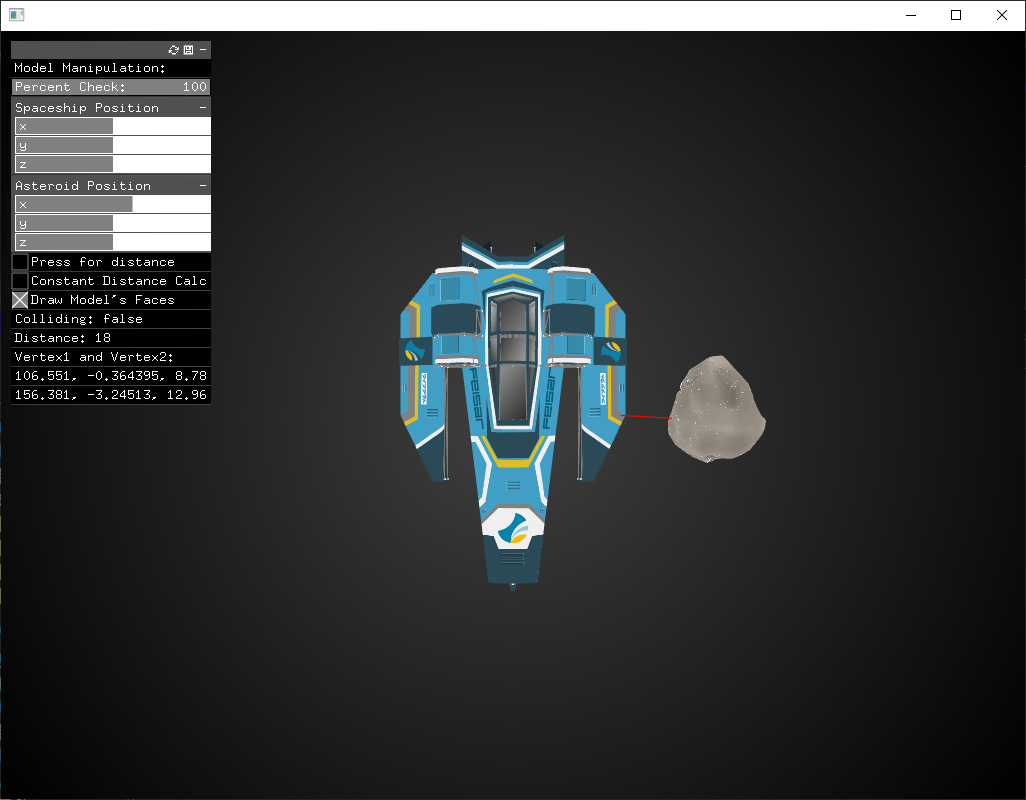 Model Manipulation:
Percent Check: 100
Spaceship Position
x
y
z
Asteroid Position
x
y
z
Press for distance
Constant Distance Calc
Draw Model's Faces
Colliding: false
Distance: 18
Vertex1 and Vertex2:
106.551, -0.364395, 8.78
156.381, -3.24513, 12.96
Feisar
Feisar